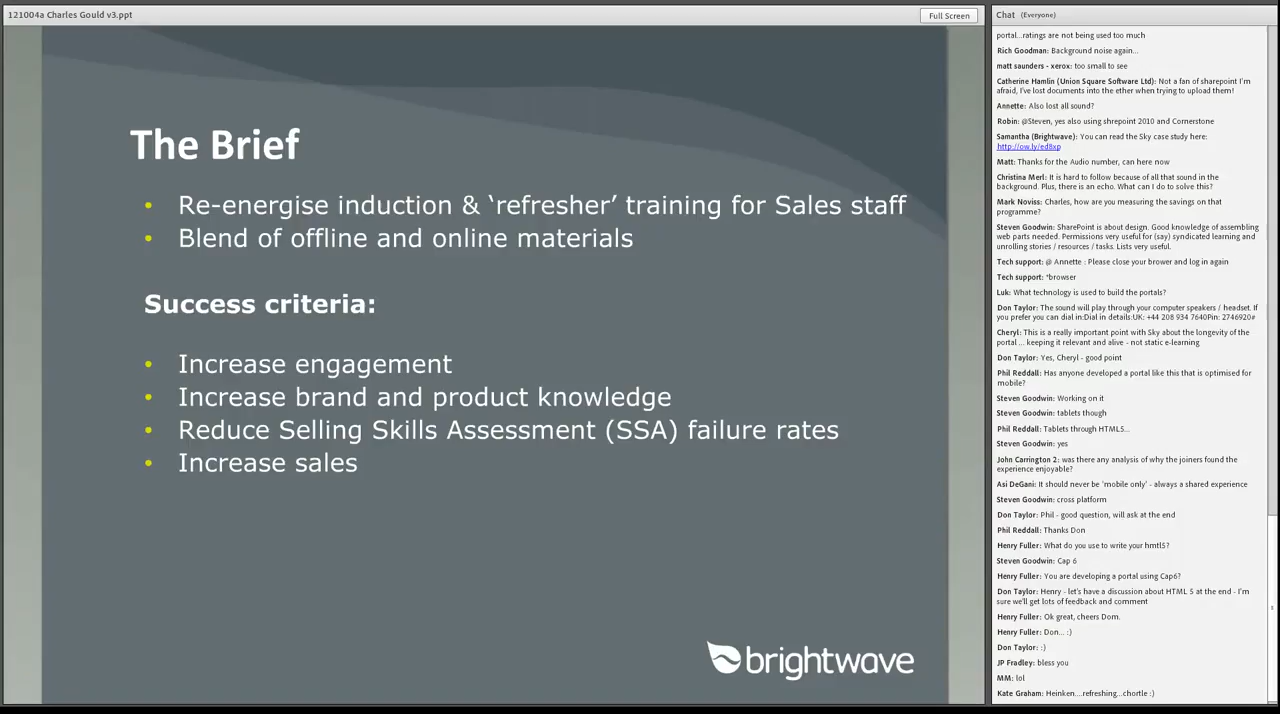 121004a Charles Gould v3.ppt
Full Screen
The Brief
• Re-energise induction & ‘refresher’ training for Sales staff
• Blend of offline and online materials
Success criteria:
• Increase engagement
• Increase brand and product knowledge
• Reduce Selling Skills Assessment (SSA) failure rates
• Increase sales
brightwave
Chat (Everyone)
portal...ratings are not being used too much
Rich Goodman: Background noise again...
matt saunders - xerox: too small to see
Catherine Hamlin (Union Square Software Ltd): Not a fan of sharepoint I'm
afraid, I've lost documents into the ether when trying to upload them!
Annette: Also lost all sound?
Robin: @Steven, yes also using shrepoint 2010 and Cornerstone
Samantha (Brightwave): You can read the Sky case study here:
http://ow.ly/ed8xp
Matt: Thanks for the Audio number, can here now
Christina Merl: It is hard to follow because of all that sound in the
background. Plus, there is an echo. What can I do to solve this?
Mark Noviss: Charles, how are you measuring the savings on that
programme?
Steven Goodwin: SharePoint is about design. Good knowledge of assembling
web parts needed. Permissions very useful for (say) syndicated learning and
unrolling stories / resources / tasks. Lists very useful.
Tech support: @ Annette : Please close your brower and log in again
Tech support: *browser
Luk: What technology is used to build the portals?
Don Taylor: The sound will play through your computer speakers / headset. If
you prefer you can dial in:Dial in details:UK: +44 208 934 7640Pin: 2746920#
Cheryl: This is a really important point with Sky about the longevity of the
portal ... keeping it relevant and alive - not static e-learning
Don Taylor: Yes, Cheryl - good point
Phil Reddall: Has anyone developed a portal like this that is optimised for
mobile?
Steven Goodwin: Working on it
Steven Goodwin: tablets though
Phil Reddall: Tablets through HTML5...
Steven Goodwin: yes
John Carrington 2: was there any analysis of why the joiners found the
experience enjoyable?
Asi DeGani: It should never be 'mobile only' - always a shared experience
Steven Goodwin: cross platform
Don Taylor: Phil - good question, will ask at the end
Phil Reddall: Thanks Don
Henry Fuller: What do you use to write your hmtl5?
Steven Goodwin: Cap 6
Henry Fuller: You are developing a portal using Cap6?
Don Taylor: Henry - let's have a discussion about HTML 5 at the end - I'm
sure we'll get lots of feedback and comment
Henry Fuller: Ok great, cheers Dom.
Henry Fuller: Don... :)
Don Taylor: :)
JP Fradley: bless you
MM: lol
Kate Graham: Heinken....refreshing...chortle :)